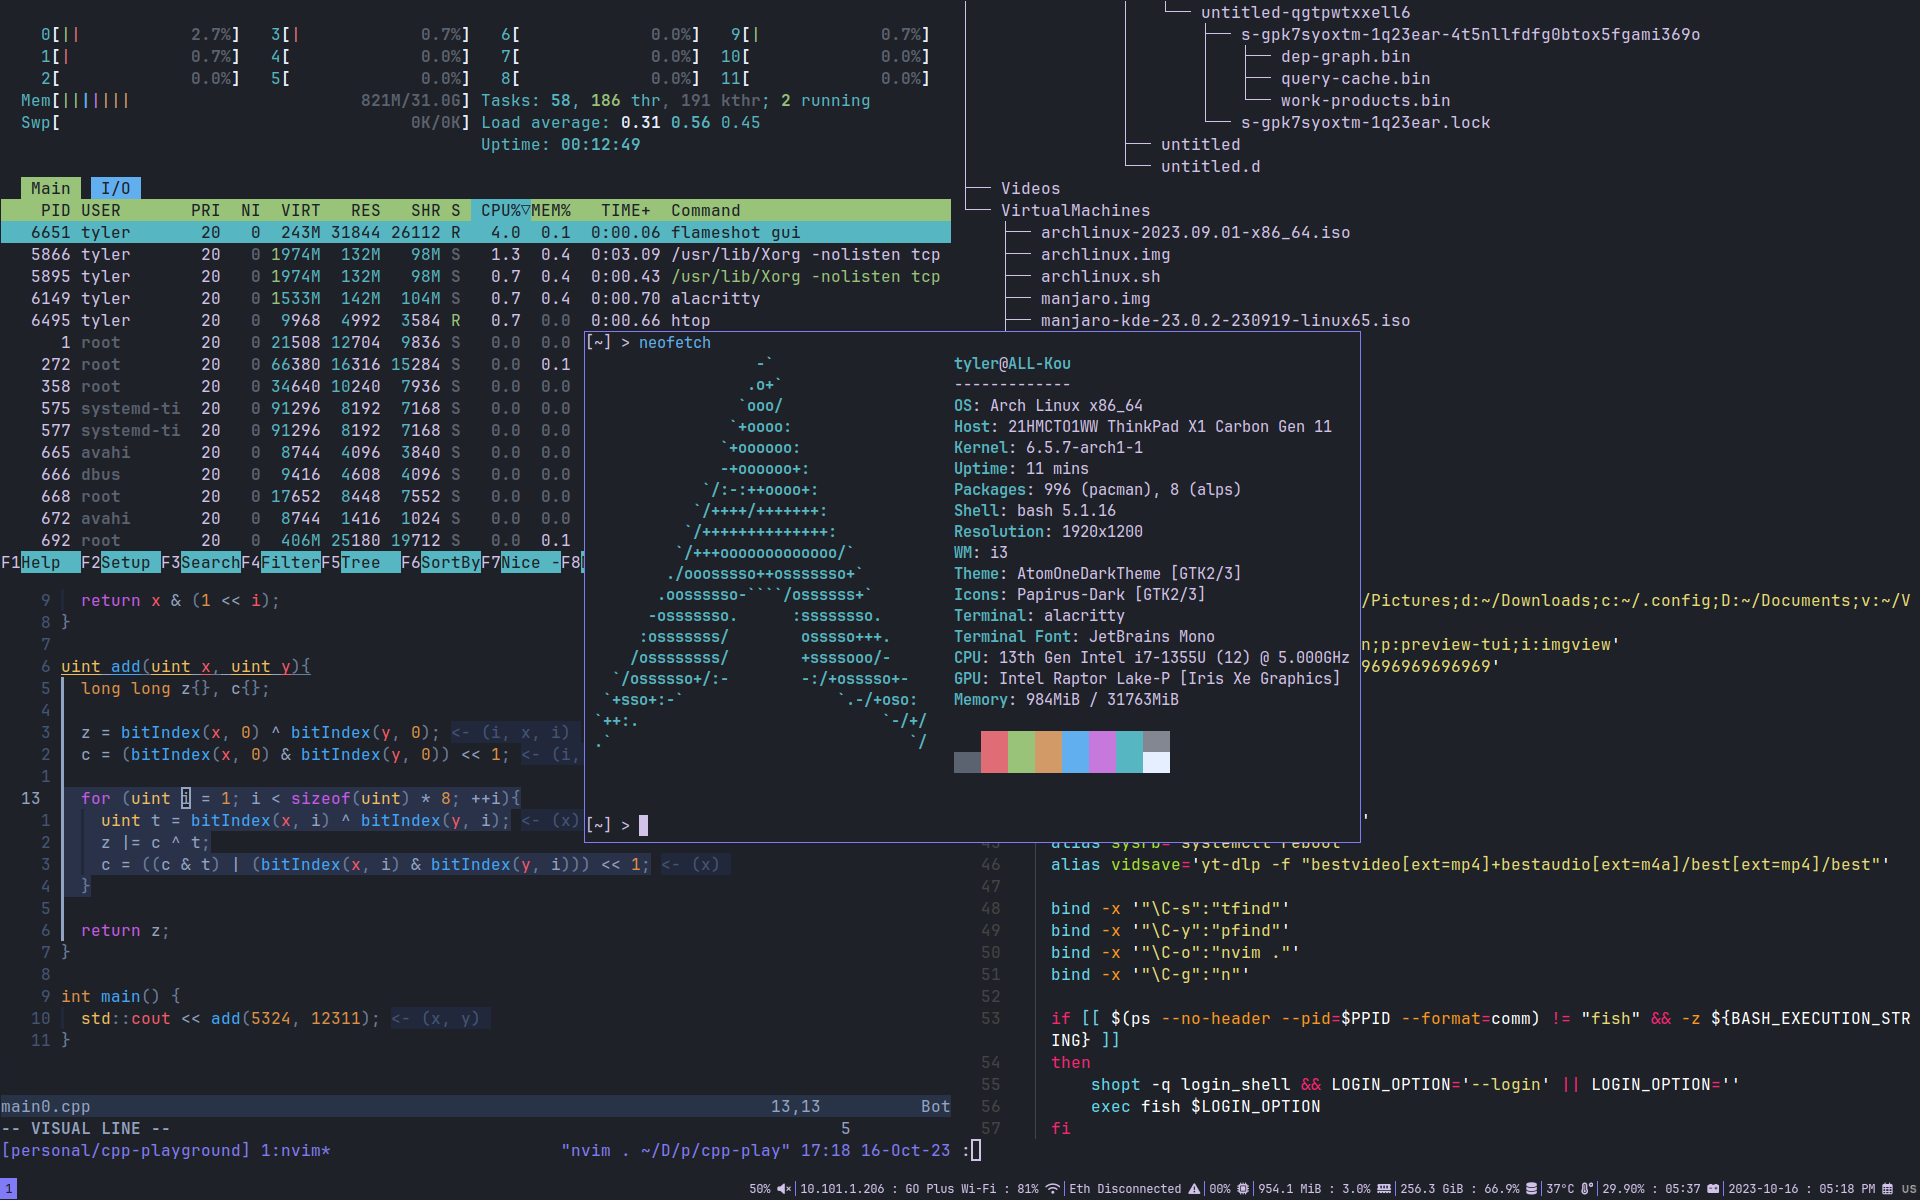 0[|| 2.7%] 3[| 0.7%] 6[ 0.0%] 9[| 0.7%]
1[| 0.7%] 4[ 0.0%] 7[ 0.0%] 10[ 0.0%]
2[ 0.0%] 5[ 0.0%] 8[ 0.0%] 11[ 0.0%]
Mem[||||||| 821M/31.0G] Tasks: 58, 186 thr, 191 kthr; 2 running
Swp[ 0K/0K] Load average: 0.31 0.56 0.45
Uptime: 00:12:49
Main I/O
PID USER PRI NI VIRT RES SHR S CPU%▽MEM% TIME+ Command
6651 tyler 20 0 243M 31844 26112 R 4.0 0.1 0:00.06 flameshot gui
5866 tyler 20 0 1974M 132M 98M S 1.3 0.4 0:03.09 /usr/lib/Xorg -nolisten tcp
5895 tyler 20 0 1974M 132M 98M S 0.7 0.4 0:00.43 /usr/lib/Xorg -nolisten tcp
6149 tyler 20 0 1533M 142M 104M S 0.7 0.4 0:00.70 alacritty
6495 tyler 20 0 9968 4992 3584 R 0.7 0.0 0:00.66 htop
1 root 20 0 21508 12704 9836 S 0.0 0.0
272 root 20 0 66380 16316 15284 S 0.0 0.1
358 root 20 0 34640 10240 7936 S 0.0 0.0
575 systemd-ti 20 0 91296 8192 7168 S 0.0 0.0
577 systemd-ti 20 0 91296 8192 7168 S 0.0 0.0
665 avahi 20 0 8744 4096 3840 S 0.0 0.0
666 dbus 20 0 9416 4608 4096 S 0.0 0.0
668 root 20 0 17652 8448 7552 S 0.0 0.0
672 avahi 20 0 8744 1416 1024 S 0.0 0.0
692 root 20 0 406M 25180 19712 S 0.0 0.1
F1Help F2Setup F3SearchF4FilterF5Tree F6SortByF7Nice -F8
untitled-qgtpwtxxell6
s-gpk7syoxtm-1q23ear-4t5nllfdfg0btox5fgami369o
dep-graph.bin
query-cache.bin
work-products.bin
s-gpk7syoxtm-1q23ear.lock
untitled
untitled.d
Videos
VirtualMachines
archlinux-2023.09.01-x86_64.iso
archlinux.img
archlinux.sh
manjaro.img
manjaro-kde-23.0.2-230919-linux65.iso
[~] > neofetch
-`
.o+`
`ooo/
`+oooo:
`+oooooo:
-+oooooo+:
`/:-:++oooo+:
`/++++/+++++++:
`/++++++++++++++:
`/+++ooooooooooooo/`
./ooosssso++osssssso+`
.oossssso-````/ossssss+`
-osssssso. :ssssssso.
:osssssss/ osssso+++.
/ossssssss/ +ssssooo/-
`/ossssso+/:- -:/+osssso+-
`+sso+:-` `.-/+oso:
`++:. `-/+/
.` `/
tyler@ALL-Kou
-------------
OS: Arch Linux x86_64
Host: 21HMCTO1WW ThinkPad X1 Carbon Gen 11
Kernel: 6.5.7-arch1-1
Uptime: 11 mins
Packages: 996 (pacman), 8 (alps)
Shell: bash 5.1.16
Resolution: 1920x1200
WM: i3
Theme: AtomOneDarkTheme [GTK2/3]
Icons: Papirus-Dark [GTK2/3]
Terminal: alacritty
Terminal Font: JetBrains Mono
CPU: 13th Gen Intel i7-1355U (12) @ 5.000GHz
GPU: Intel Raptor Lake-P [Iris Xe Graphics]
Memory: 984MiB / 31763MiB
[~] >
9 return x & (1 << i);
8 }
7
6 uint add(uint x, uint y){
5 long long z{}, c{};
4
3 z = bitIndex(x, 0) ^ bitIndex(y, 0); <- (i, x, i)
2 c = (bitIndex(x, 0) & bitIndex(y, 0)) << 1; <- (i,
1
13 for (uint i = 1; i < sizeof(uint) * 8; ++i){
1 uint t = bitIndex(x, i) ^ bitIndex(y, i); <- (x)
2 z |= c ^ t;
3 c = ((c & t) | (bitIndex(x, i) & bitIndex(y, i))) << 1; <- (x)
4 }
5
6 return z;
7 }
8
9 int main() {
10 std::cout << add(5324, 12311); <- (x, y)
11 }
main0.cpp 13,13 Bot
-- VISUAL LINE -- 5
[personal/cpp-playground] 1:nvim* "nvim . ~/D/p/cpp-play" 17:18 16-Oct-23 :
/Pictures;d:~/Downloads;c:~/.config;D:~/Documents;v:~/V
n;p:preview-tui;i:imgview'
9696969696969'
'
45 alias sysrb='systemctl reboot'
46 alias vidsave='yt-dlp -f "bestvideo[ext=mp4]+bestaudio[ext=m4a]/best[ext=mp4]/best"'
47
48 bind -x '"\C-s":"tfind"'
49 bind -x '"\C-y":"pfind"'
50 bind -x '"\C-o":"nvim ."'
51 bind -x '"\C-g":"n"'
52
53 if [[ $(ps --no-header --pid=$PPID --format=comm) != "fish" && -z ${BASH_EXECUTION_STR
ING} ]]
54 then
55 shopt -q login_shell && LOGIN_OPTION='--login' || LOGIN_OPTION=''
56 exec fish $LOGIN_OPTION
57 fi
1 50% | 10.101.1.206 : GO Plus Wi-Fi : 81% | Eth Disconnected | 00% | 954.1 MiB : 3.0% | 256.3 GiB : 66.9% | 37°C | 29.90% : 05:37 | 2023-10-16 : 05:18 PM US